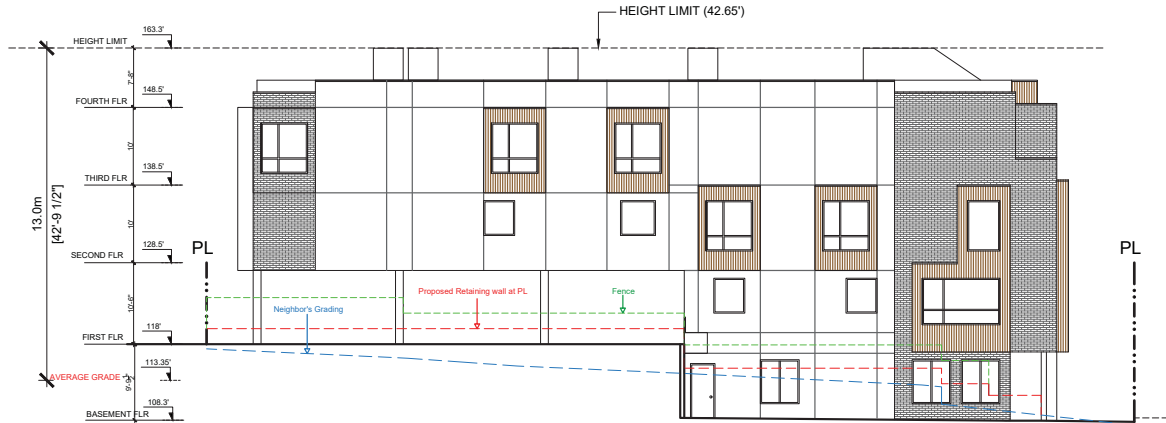 HEIGHT LIMIT (42.65')
HEIGHT LIMIT
163.3'
7'-8"
FOURTH FLR
148.5'
10'
THIRD FLR
138.5'
13.0m
[42'-9 1/2"]
10'
PL
PL
SECOND FLR
128.5'
10'-6"
Neighbor's Grading
Proposed Retaining wall at PL
Fence
FIRST FLR
118'
AVERAGE GRADE
113.35'
BASEMENT FLR
108.3'